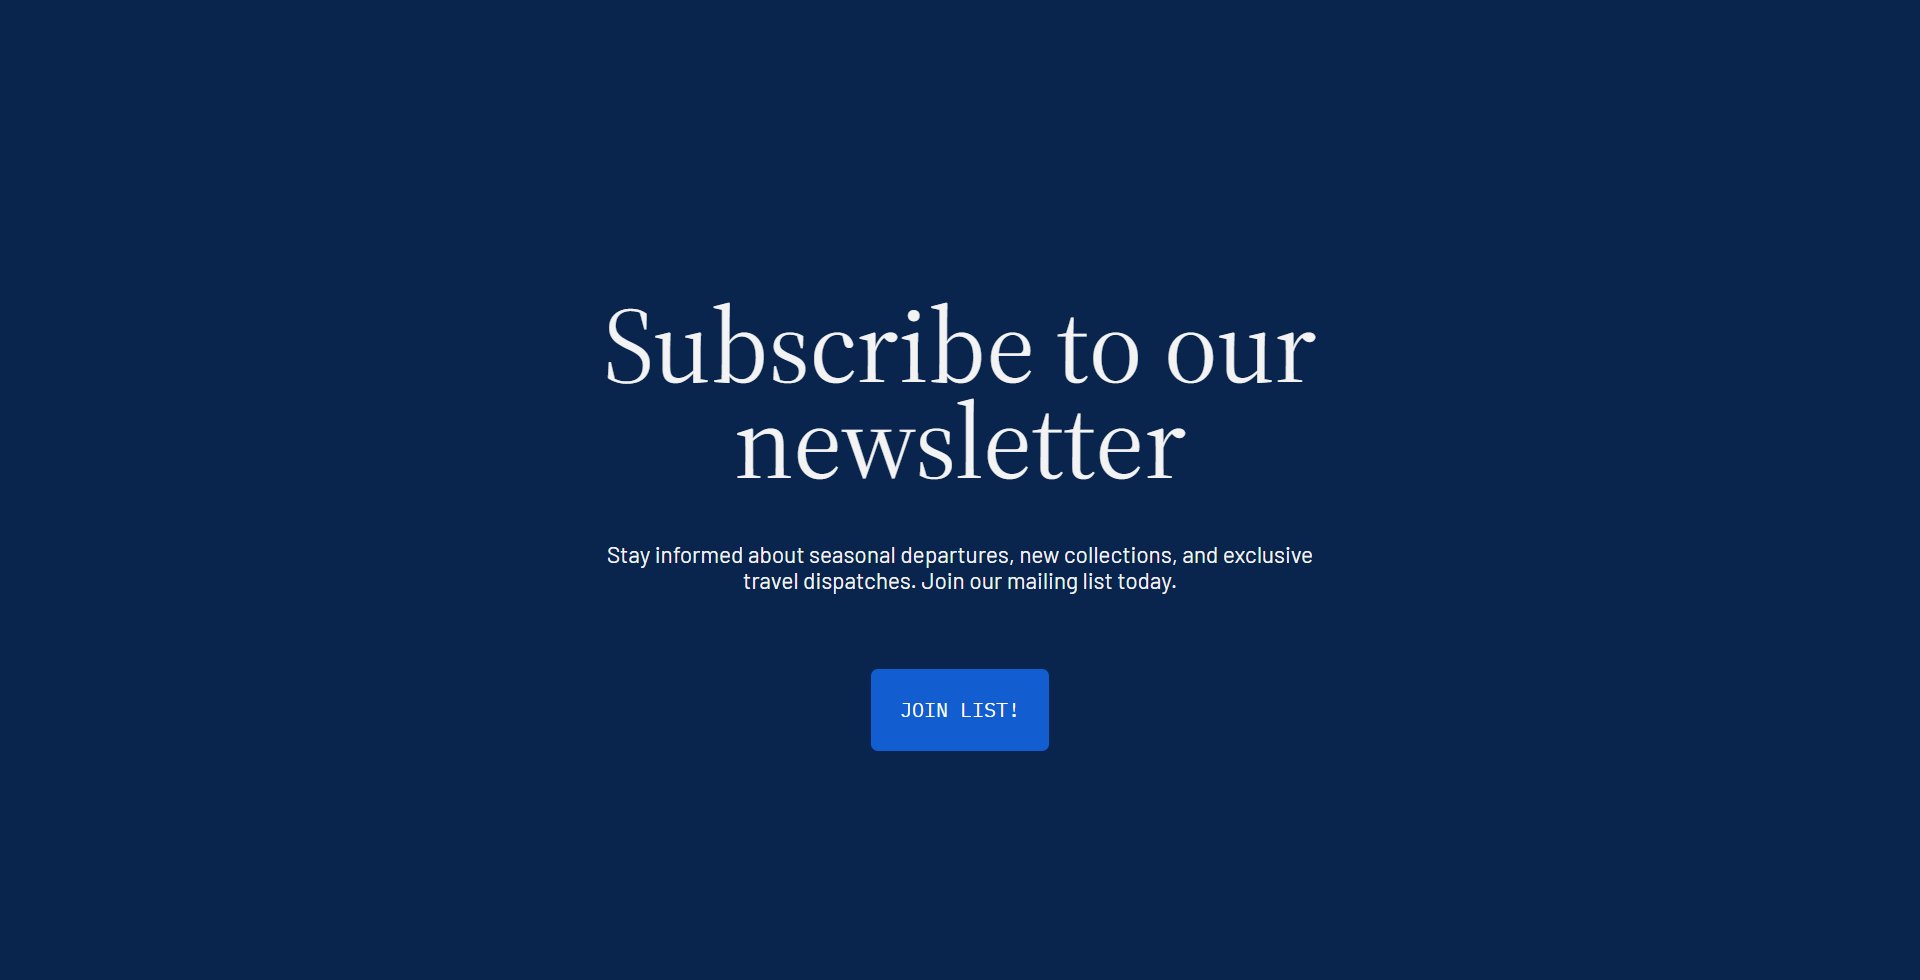 Subscribe to our
newsletter
Stay informed about seasonal departures, new collections, and exclusive
travel dispatches. Join our mailing list today.
JOIN LIST!